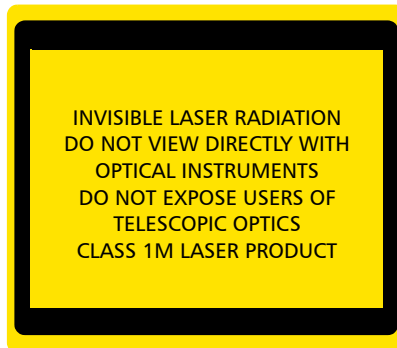 INVISIBLE LASER RADIATION
DO NOT VIEW DIRECTLY WITH
OPTICAL INSTRUMENTS
DO NOT EXPOSE USERS OF
TELESCOPIC OPTICS
CLASS 1M LASER PRODUCT